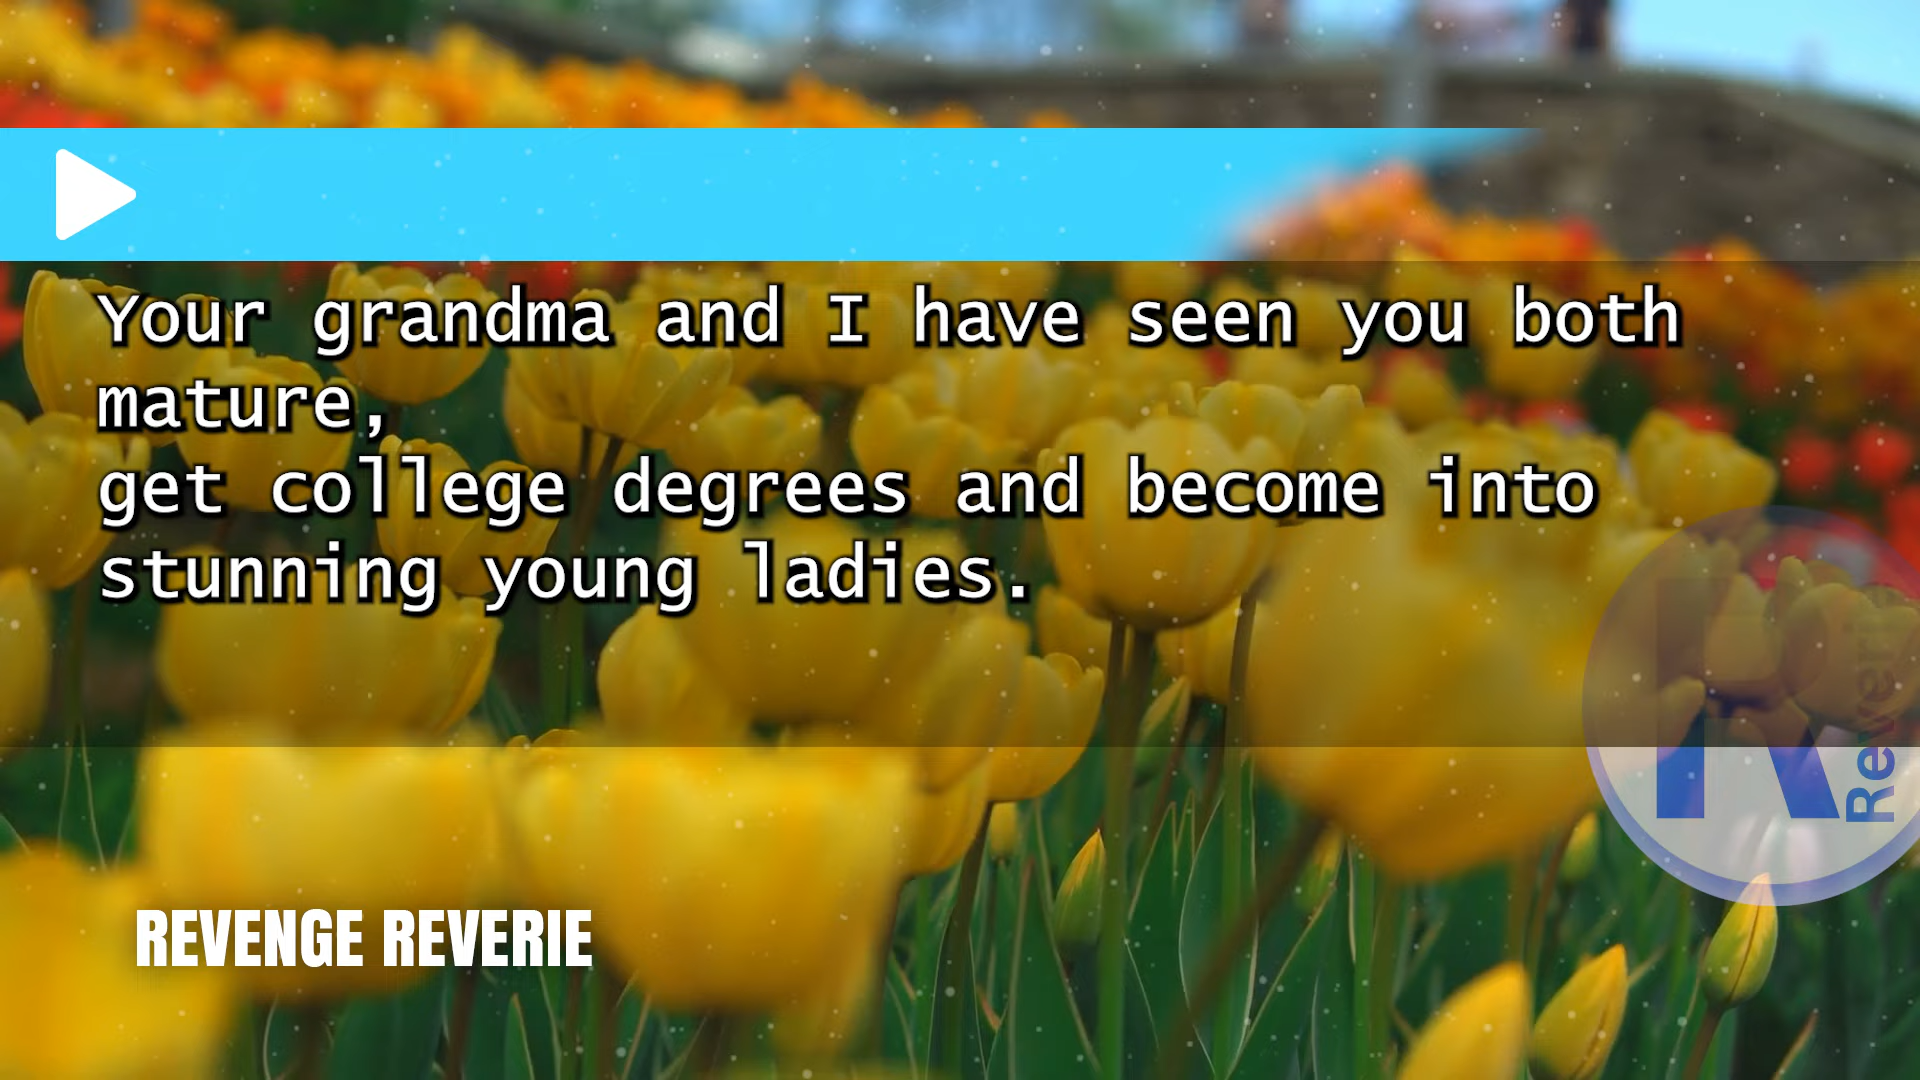 Your grandma and I have seen you both
mature,
get college degrees and become into
stunning young ladies.
R
REVENGE REVERIE